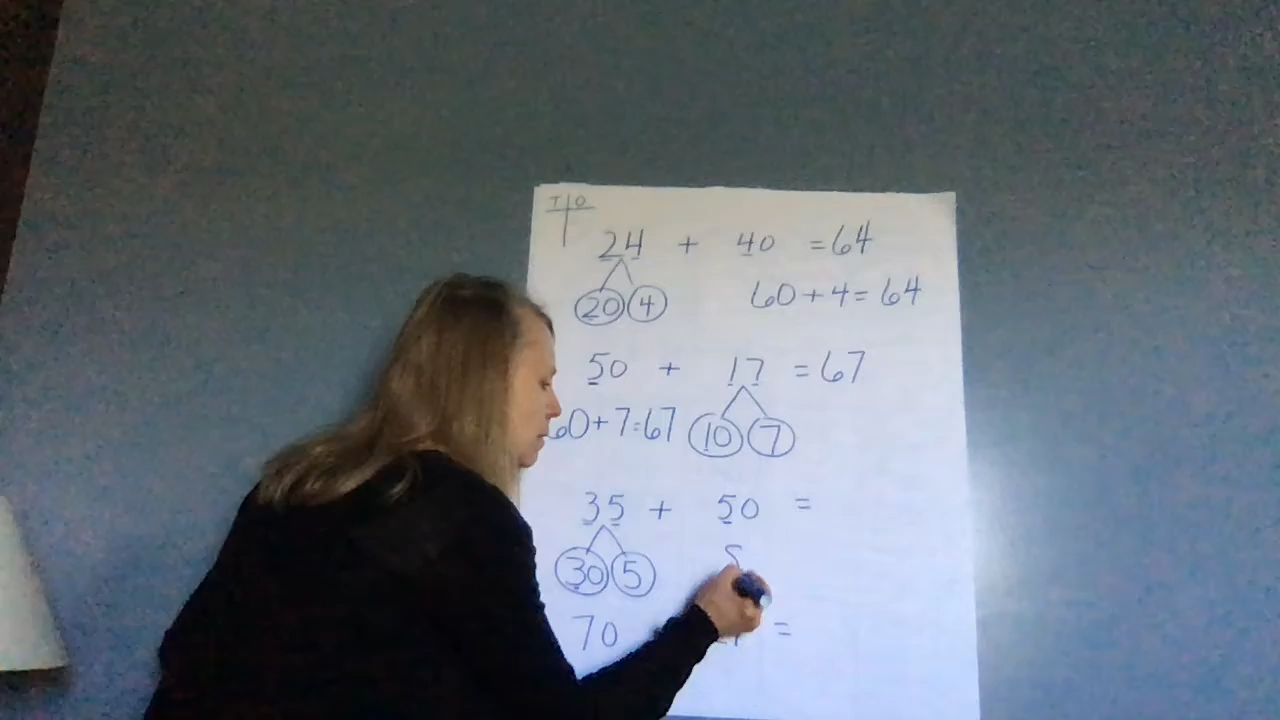 T O
24 + 40 = 64
20 4 60 + 4 = 64
50 + 17 = 67
60 + 7 = 67 10 7
35 + 50 =
30 5
70 =